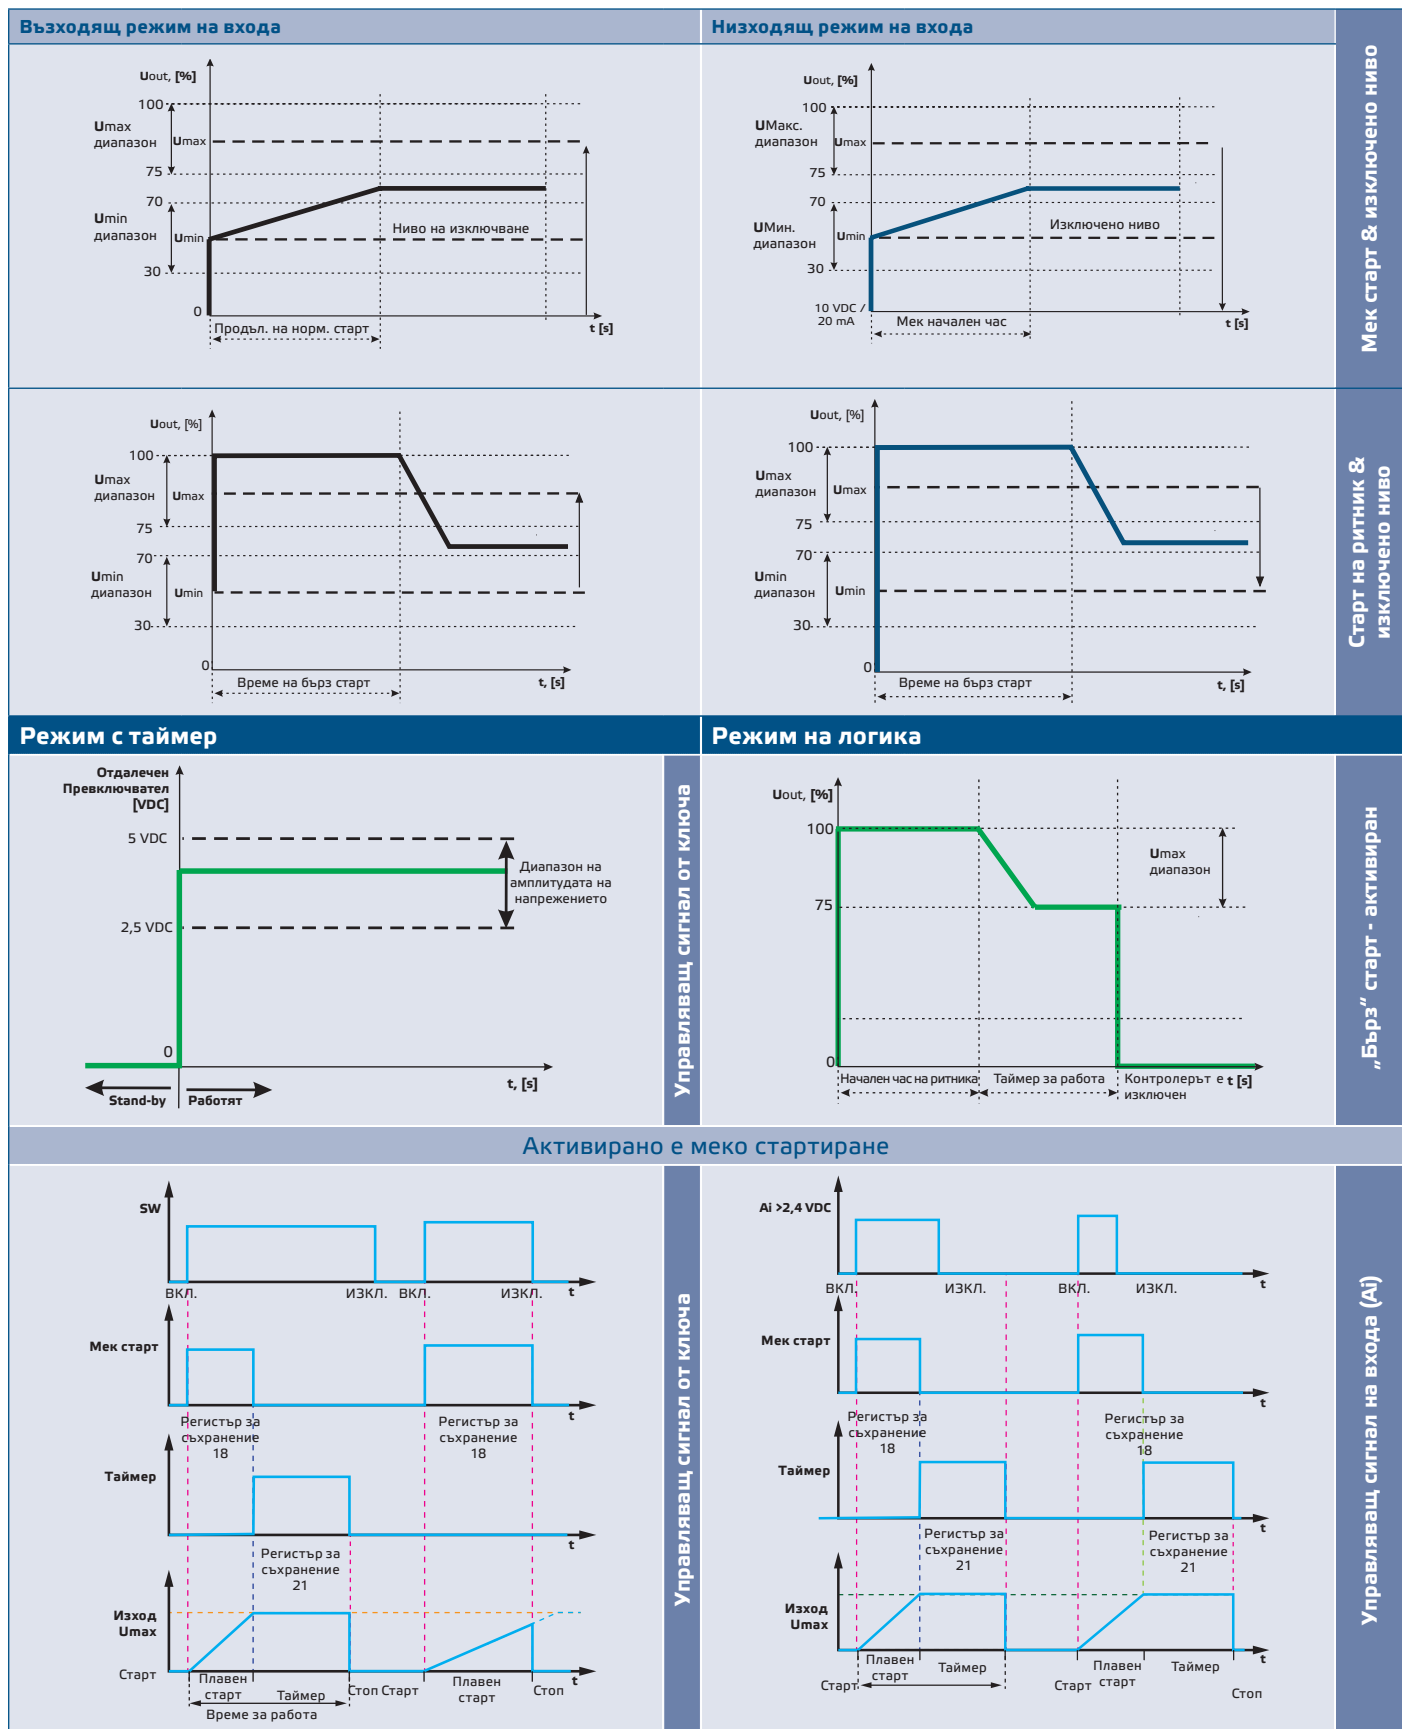 Възходящ режим на входа
Низходящ режим на входа
Uout, [%]
100
Umax
диапазон
Umax
75
70
Umin
диапазон
Umin
Ниво на изключване
30
0
Продъл. на норм. старт
t [s]
Uout, [%]
100
UМакс.
диапазон
Umax
75
70
UМин.
диапазон
Umin
Изключено ниво
30
10 VDC /
20 mA
Мек начален час
t [s]
Мек старт & изключено ниво
Uout, [%]
100
Umax
диапазон
Umax
75
70
Umin
диапазон
Umin
30
0
Време на бърз старт
t, [s]
Uout, [%]
100
Umax
диапазон
Umax
75
70
Umin
диапазон
Umin
30
0
Време на бърз старт
t, [s]
Старт на ритник &
изключено ниво
Режим с таймер
Режим на логика
Отдалечен
Превключвател
[VDC]
5 VDC
Диапазон на
амплитудата на
напрежението
2,5 VDC
0
t, [s]
Stand-by
Работят
Управляващ сигнал от ключа
Uout, [%]
100
Umax
диапазон
75
0
Начален час на ритника
Таймер за работа
Контролерът е
изключен
t [s]
„Бърз“ старт - активиран
Активирано е меко стартиране
SW
ВКЛ.
ИЗКЛ.
ВКЛ.
ИЗКЛ.
t
Мек старт
t
Регистър за
съхранение
18
Регистър за
съхранение
18
Таймер
t
Регистър за
съхранение
21
Изход
Umax
Старт
Плавен
старт
Таймер
Стоп
Старт
Плавен
старт
Стоп
t
Време за работа
Управляващ сигнал от ключа
Ai >2,4 VDC
ВКЛ.
ИЗКЛ.
ВКЛ.
ИЗКЛ.
t
Мек старт
t
Регистър за
съхранение
18
Регистър за
съхранение
18
Таймер
t
Регистър за
съхранение
21
Регистър за
съхранение
21
Изход
Umax
t
Старт
Плавен
старт
Таймер
Старт
Плавен
старт
Таймер
Стоп
Управляващ сигнал на входа (Ai)